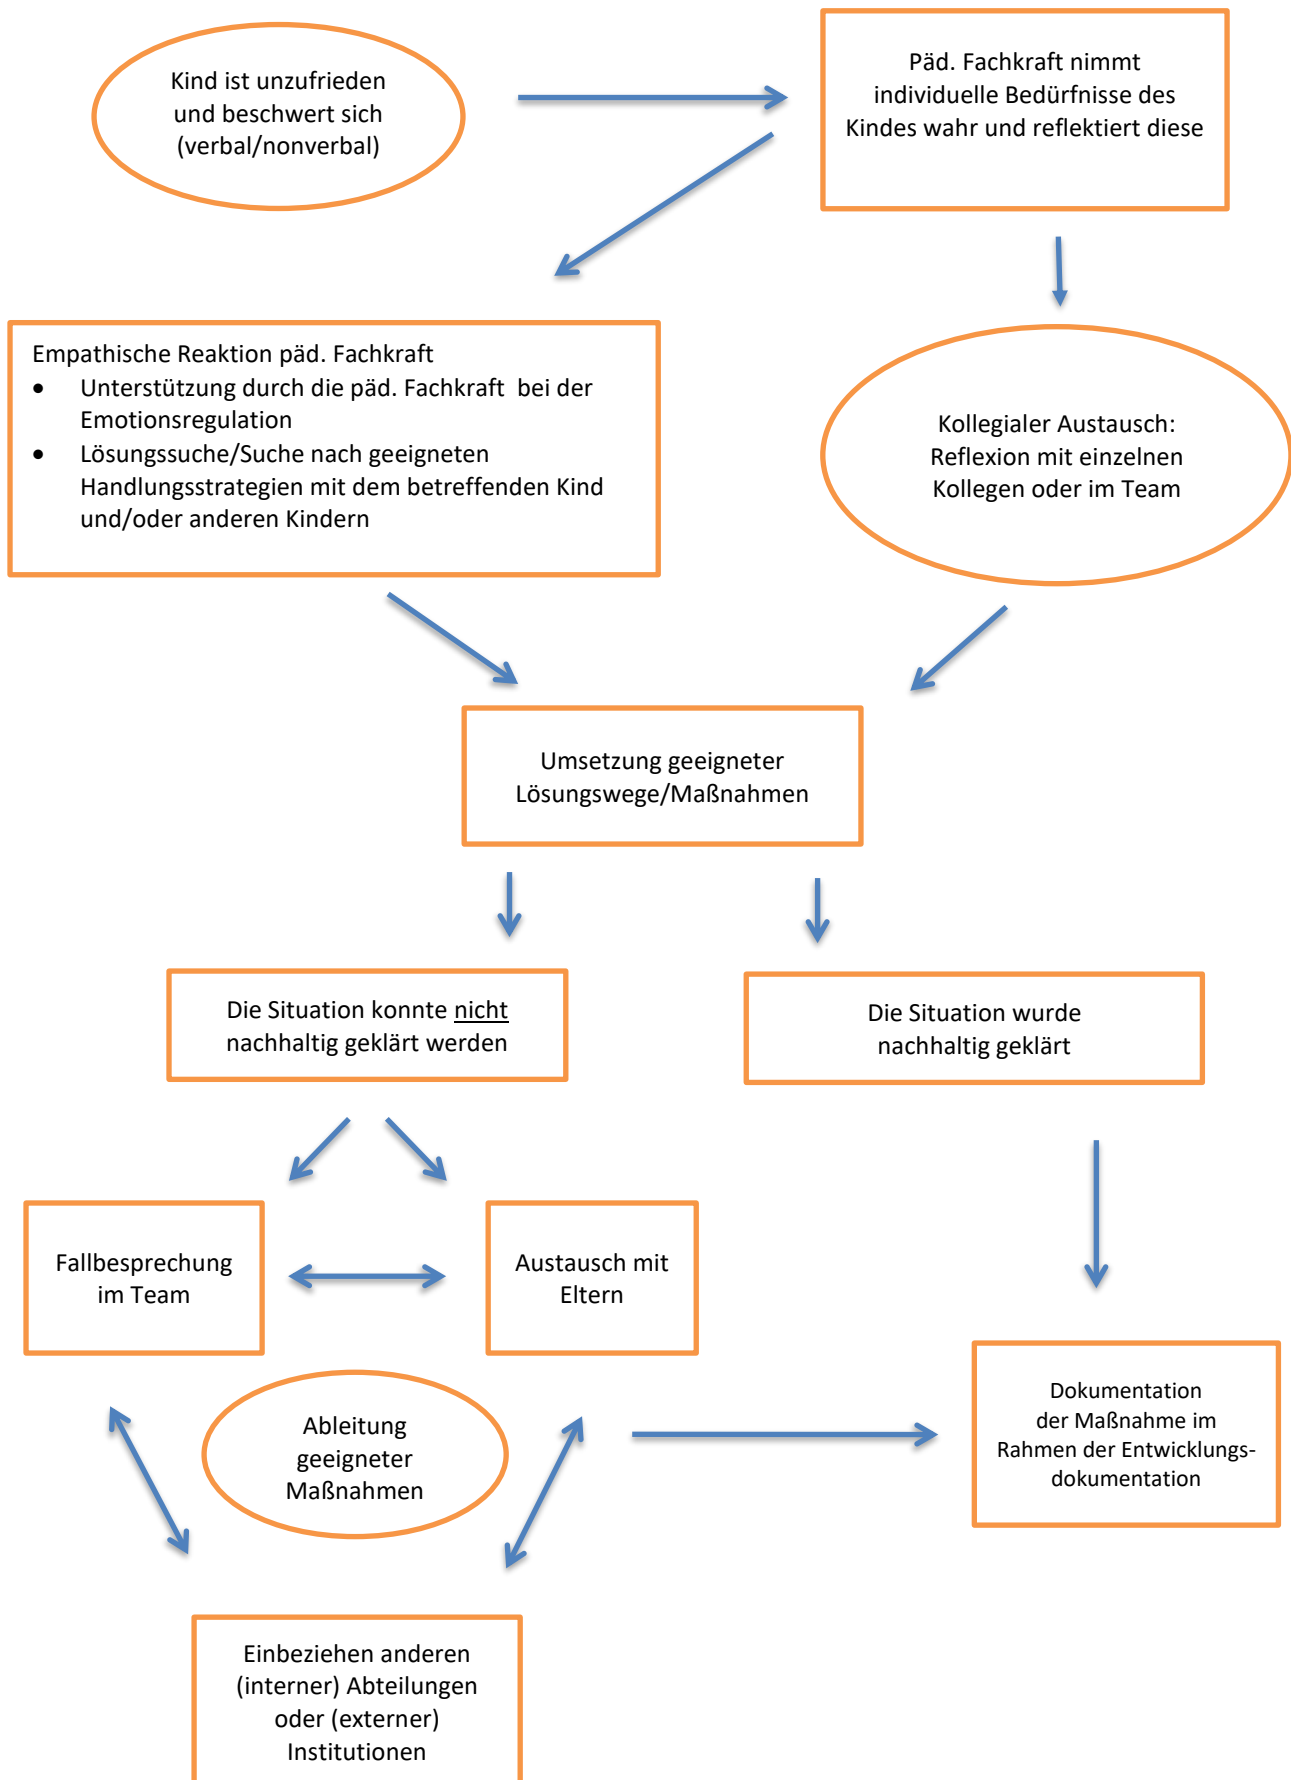 Kind ist unzufrieden
und beschwert sich
(verbal/nonverbal)
Päd. Fachkraft nimmt
individuelle Bedürfnisse des
Kindes wahr und reflektiert diese
Empathische Reaktion päd. Fachkraft
• Unterstützung durch die päd. Fachkraft bei der
Emotionsregulation
• Lösungssuche/Suche nach geeigneten
Handlungsstrategien mit dem betreffenden Kind
und/oder anderen Kindern
Kollegialer Austausch:
Reflexion mit einzelnen
Kollegen oder im Team
Umsetzung geeigneter
Lösungswege/Maßnahmen
Die Situation konnte nicht
nachhaltig geklärt werden
Die Situation wurde
nachhaltig geklärt
Fallbesprechung
im Team
Austausch mit
Eltern
Ableitung
geeigneter
Maßnahmen
Dokumentation
der Maßnahme im
Rahmen der Entwicklungs-
dokumentation
Einbeziehen anderen
(interner) Abteilungen
oder (externer)
Institutionen